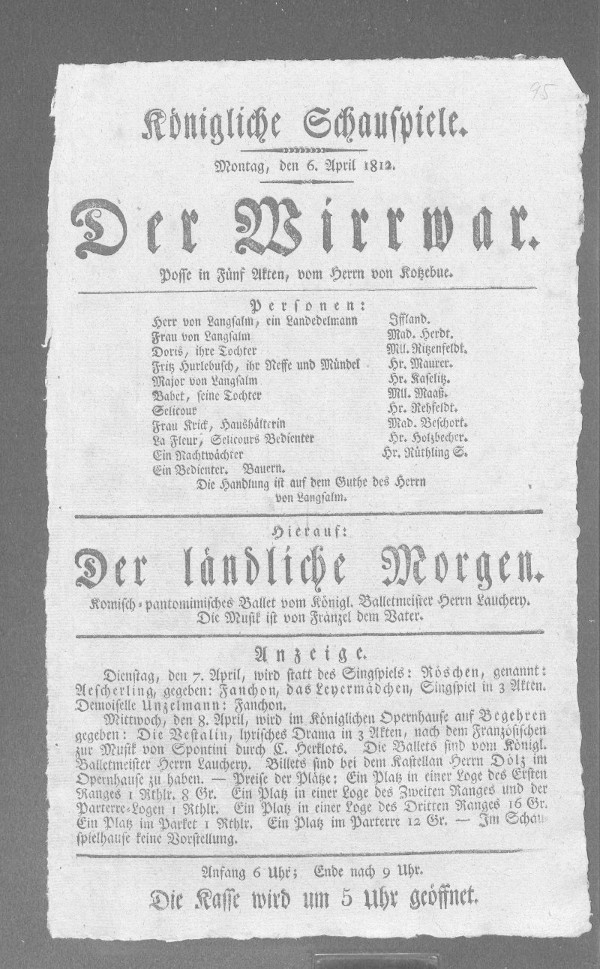 95
Königliche Schauspiele.
Montag, den 6. April 1812.
Der Wirrwar.
Posse in Fünf Akten, vom Herrn von Kotzebue.
Personen:
Herr von Langsalm, ein Landedelmann Iffland.
Frau von Langsalm Mad. Herdt.
Doris, ihre Tochter Mll. Ritzenfeldt.
Fritz Hurlebusch, ihr Neffe und Mündel Hr. Maurer.
Major von Langsalm Hr. Kaselitz.
Babet, seine Tochter Mll. Maaß.
Selicour Hr. Rehfeldt.
Frau Krick, Haushälterin Mad. Beschort.
La Fleur, Selicours Bedienter Hr. Holzbecher.
Ein Nachtwächter Hr. Rüthling S.
Ein Bedienter. Bauern.
Die Handlung ist auf dem Guthe des Herrn
von Langsalm.
Hierauf:
Der ländliche Morgen.
Komisch-pantomimisches Ballet vom Königl. Balletmeister Herrn Lauchery.
Die Musik ist von Fränzel dem Vater.
Anzeige.
Dienstag, den 7. April, wird statt des Singspiels: Röschen, genannt:
Aescherling, gegeben: Fanchon, das Leyermädchen, Singspiel in 3 Akten.
Demoiselle Unzelmann: Fanchon.
Mittwoch, den 8. April, wird im Königlichen Opernhause auf Begehren
gegeben: Die Vestalin, lyrisches Drama in 3 Akten, nach dem Französischen
zur Musik von Spontini durch C. Herklots. Die Ballets sind vom Königl.
Balletmeister Herrn Lauchery. Billets sind bei dem Kastellan Herrn Dölz im
Opernhause zu haben. — Preise der Plätze: Ein Platz in einer Loge des Ersten
Ranges 1 Rthlr. 8 Gr. Ein Platz in einer Loge des Zweiten Ranges und der
Parterre-Logen 1 Rthlr. Ein Platz in einer Loge des Dritten Ranges 16 Gr.
Ein Platz im Parket 1 Rthlr. Ein Platz im Parterre 12 Gr. — Im Schau-
spielhause keine Vorstellung.
Anfang 6 Uhr; Ende nach 9 Uhr.
Die Kasse wird um 5 Uhr geöffnet.